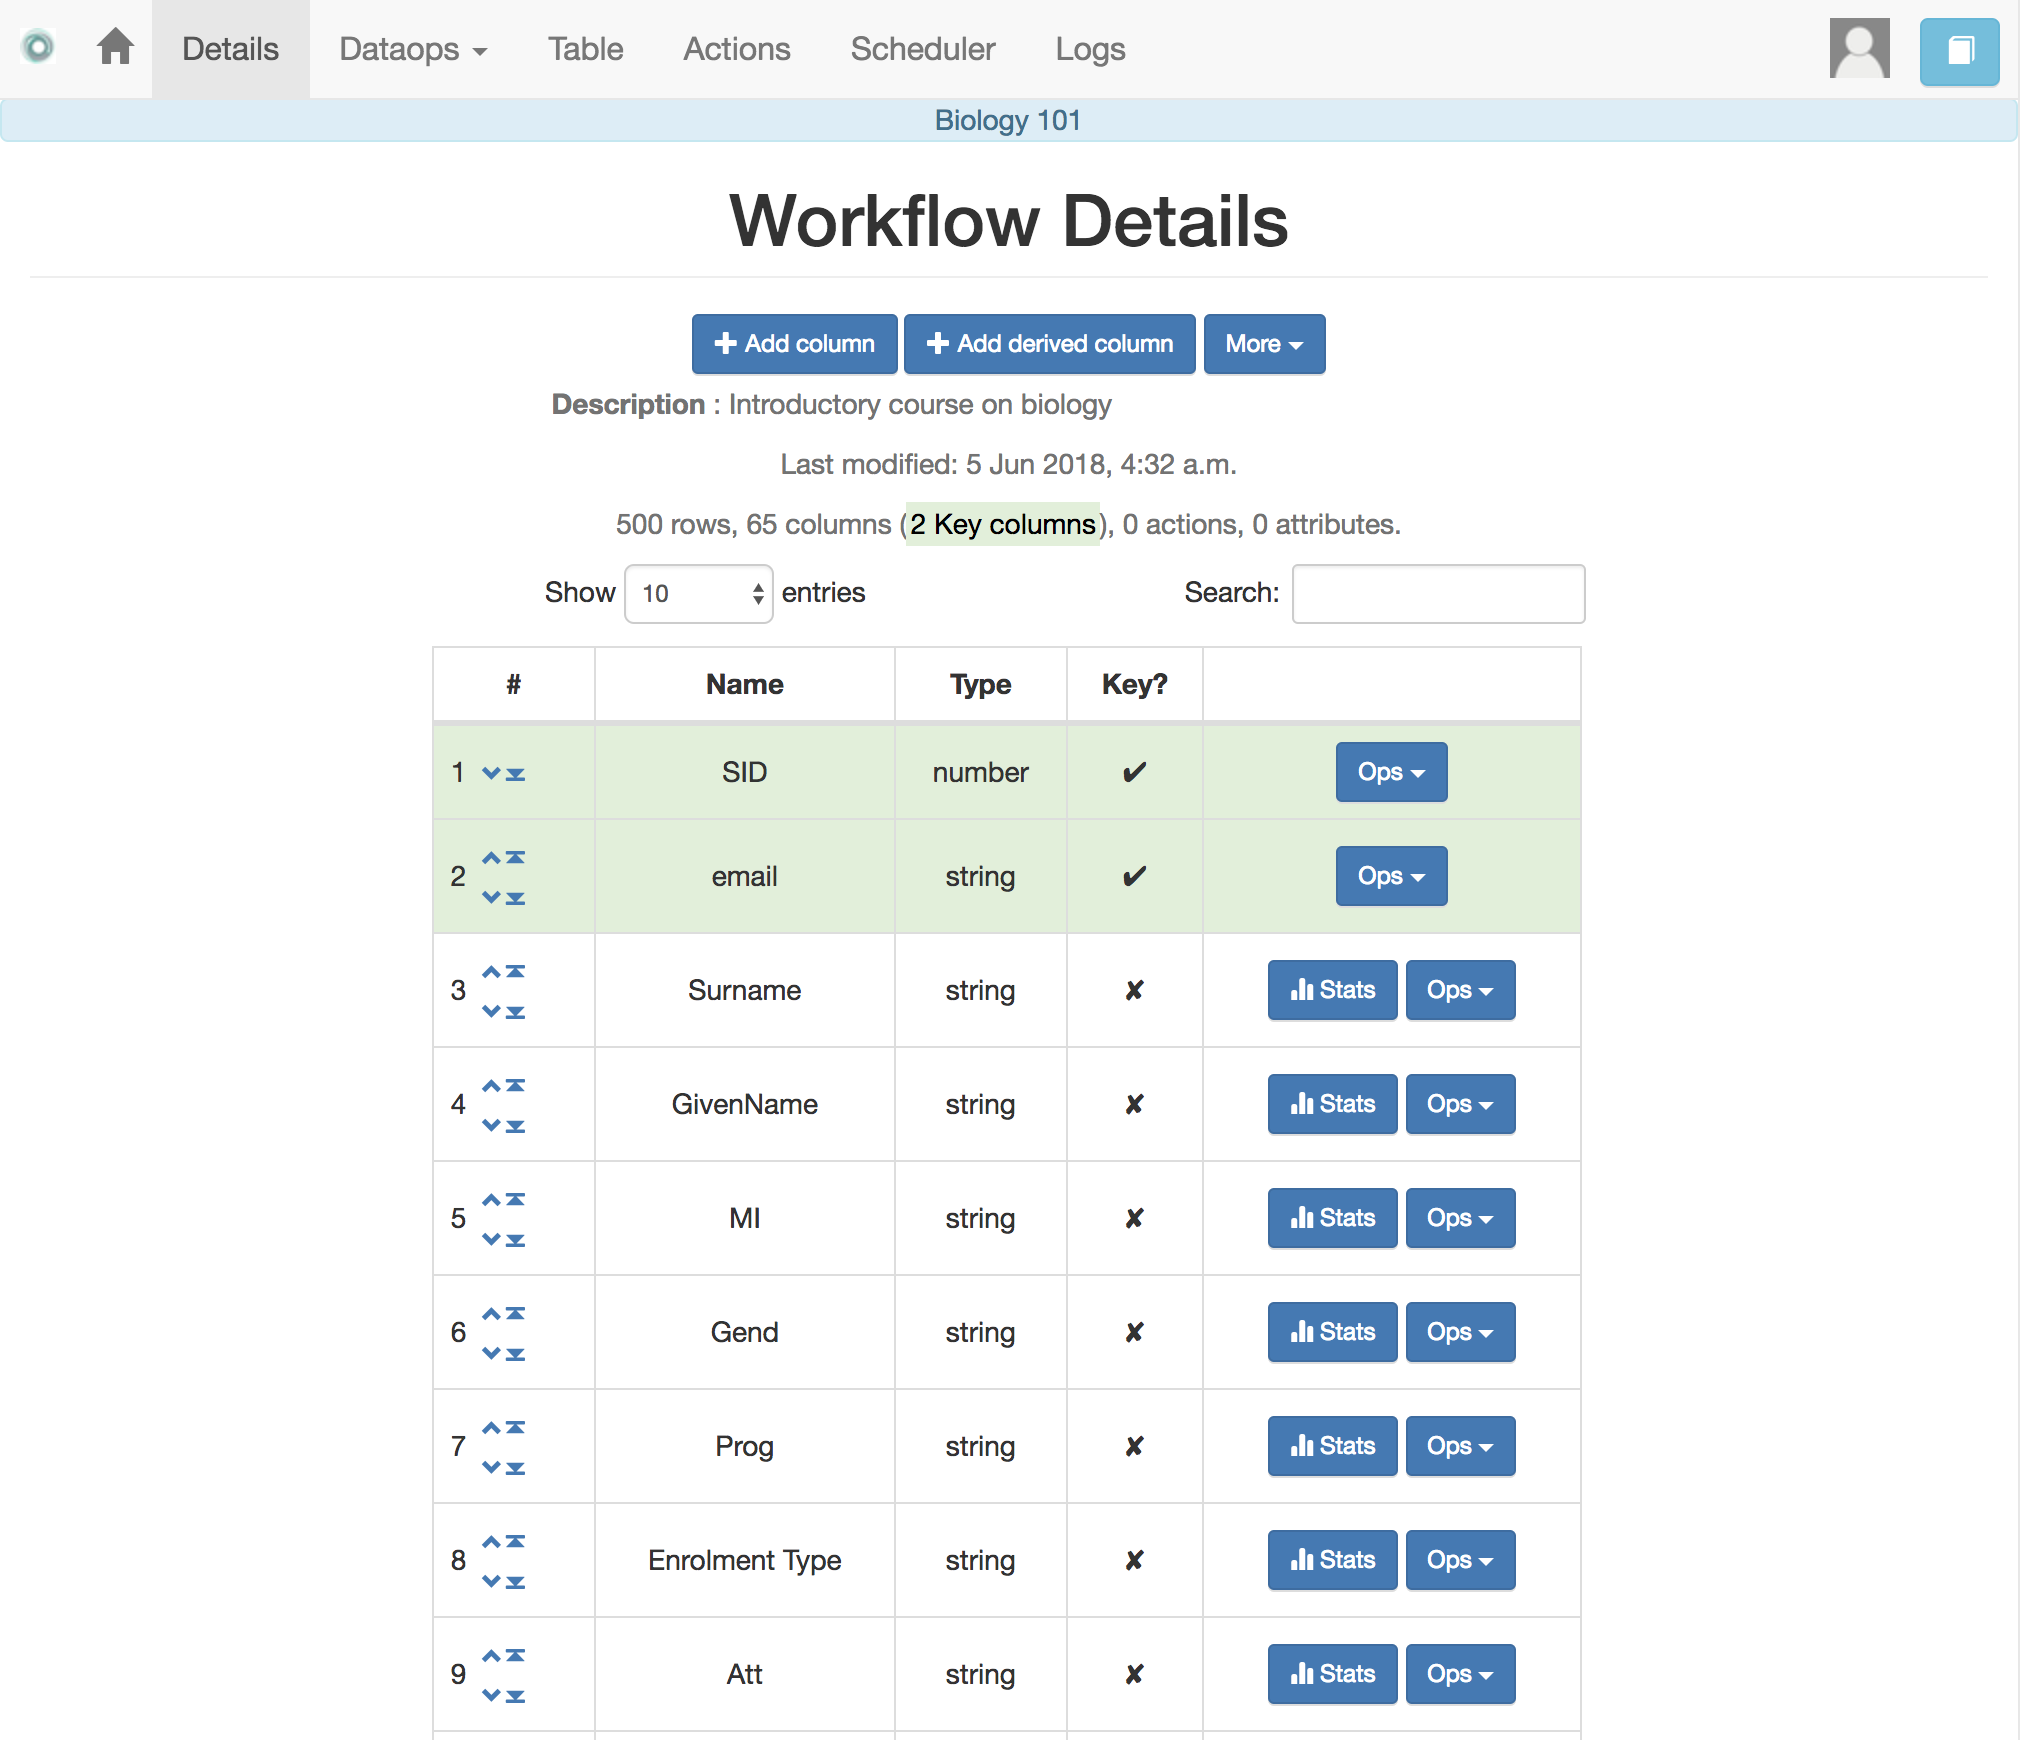 Details Dataops Table Actions Scheduler Logs
Biology 101
Workflow Details
Add column Add derived column More
Description : Introductory course on biology
Last modified: 5 Jun 2018, 4:32 a.m.
500 rows, 65 columns (2 Key columns), 0 actions, 0 attributes.
Show 10 entries Search:
# Name Type Key?
1 SID number ✔ Ops
2 email string ✔ Ops
3 Surname string ✘ Stats Ops
4 GivenName string ✘ Stats Ops
5 MI string ✘ Stats Ops
6 Gend string ✘ Stats Ops
7 Prog string ✘ Stats Ops
8 Enrolment Type string ✘ Stats Ops
9 Att string ✘ Stats Ops